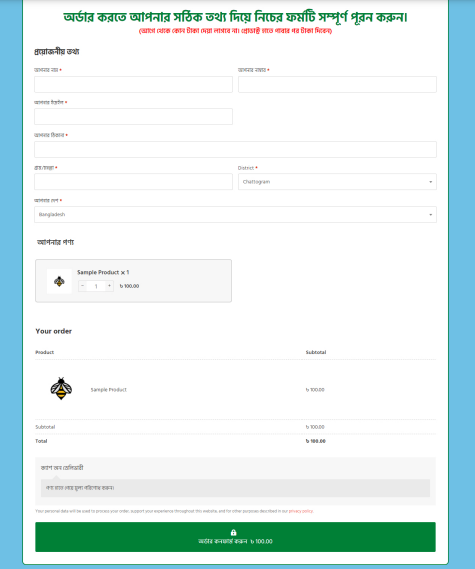 অর্ডার করতে আপনার সঠিক তথ্য দিয়ে নিচের ফর্মটি সম্পূর্ণ পূরন করুন।
(আগে থেকে কোন টাকা দেয়া লাগবে না। প্রোডাক্ট হাতে পাবার পর টাকা দিবেন)
প্রয়োজনীয় তথ্য
আপনার নাম *
আপনার নাম্বার *
আপনার ইমেইল *
আপনার ঠিকানা *
গ্রাম/মহল্লা *
District *
Chattogram
আপনার দেশ *
Bangladesh
আপনার পণ্য
Sample Product × 1
- 1 + ৳ 100.00
Your order
Product Subtotal
Sample Product ৳ 100.00
Subtotal ৳ 100.00
Total ৳ 100.00
ক্যাশ অন ডেলিভারী
পণ্য হাতে পেয়ে মূল্য পরিশোধ করুন।
Your personal data will be used to process your order, support your experience throughout this website, and for other purposes described in our privacy policy.
অর্ডার কনফার্ম করুন ৳ 100.00